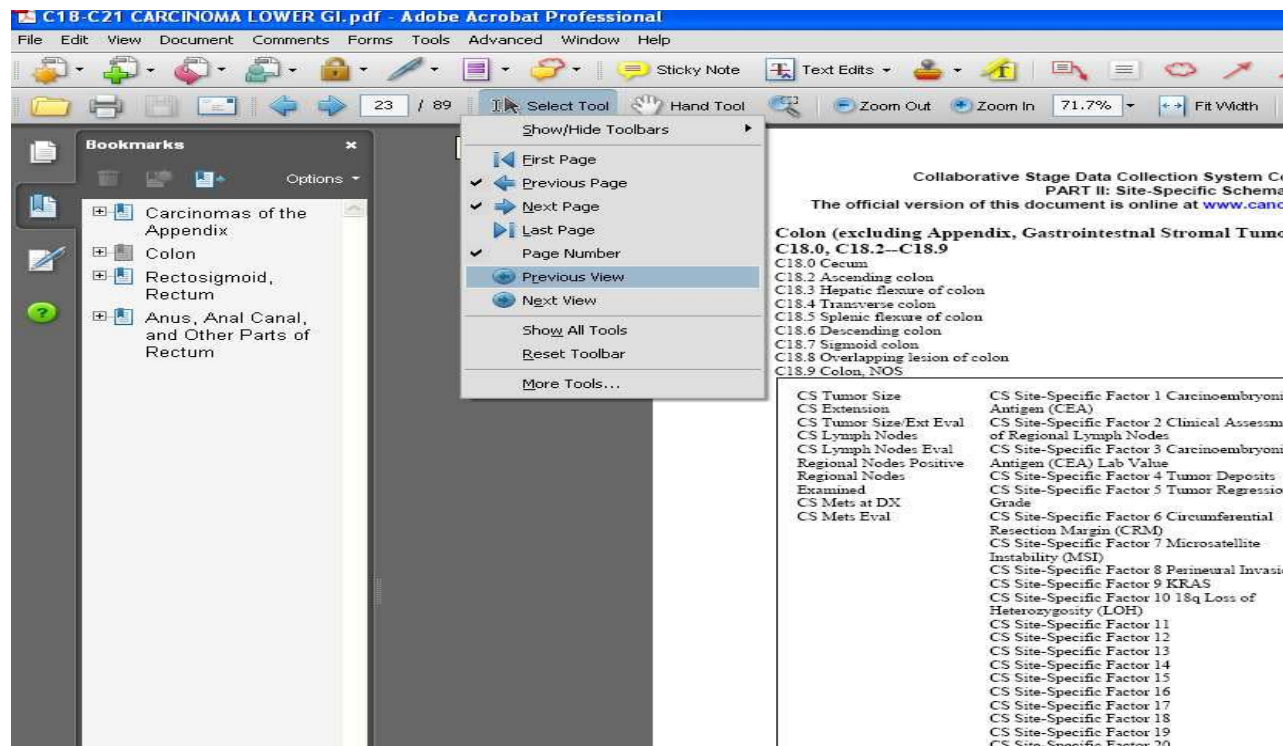 C18-C21 CARCINOMA LOWER GI.pdf - Adobe Acrobat Professional
File Edit View Document Comments Forms Tools Advanced Window Help
Sticky Note Text Edits
23 / 89 Select Tool Hand Tool Zoom Out Zoom In 71.7% Fit Width
Bookmarks
Options
Carcinomas of the
Appendix
Colon
Rectosigmoid,
Rectum
Anus, Anal Canal,
and Other Parts of
Rectum
Show/Hide Toolbars
First Page
Previous Page
Next Page
Last Page
Page Number
Previous View
Next View
Show All Tools
Reset Toolbar
More Tools...
Collaborative Stage Data Collection System
PART II: Site-Specific Schema
The official version of this document is online at www.canc
Colon (excluding Appendix, Gastrointestnal Stromal Tumo
C18.0, C18.2--C18.9
C18.0 Cecum
C18.2 Ascending colon
C18.3 Hepatic flexure of colon
C18.4 Transverse colon
C18.5 Splenic flexure of colon
C18.6 Descending colon
C18.7 Sigmoid colon
C18.8 Overlapping lesion of colon
C18.9 Colon, NOS
CS Tumor Size
CS Extension
CS Tumor Size/Ext Eval
CS Lymph Nodes
CS Lymph Nodes Eval
Regional Nodes Positive
Regional Nodes
Examined
CS Mets at DX
CS Mets Eval
CS Site-Specific Factor 1 Carcinoembryoni
Antigen (CEA)
CS Site-Specific Factor 2 Clinical Assessm
of Regional Lymph Nodes
CS Site-Specific Factor 3 Carcinoembryoni
Antigen (CEA) Lab Value
CS Site-Specific Factor 4 Tumor Deposits
CS Site-Specific Factor 5 Tumor Regressio
Grade
CS Site-Specific Factor 6 Circumferential
Resection Margin (CRM)
CS Site-Specific Factor 7 Microsatellite
Instability (MSI)
CS Site-Specific Factor 8 Perineural Invasi
CS Site-Specific Factor 9 KRAS
CS Site-Specific Factor 10 18q Loss of
Heterozygosity (LOH)
CS Site-Specific Factor 11
CS Site-Specific Factor 12
CS Site-Specific Factor 13
CS Site-Specific Factor 14
CS Site-Specific Factor 15
CS Site-Specific Factor 16
CS Site-Specific Factor 17
CS Site-Specific Factor 18
CS Site-Specific Factor 19
CS Site-Specific Factor 20